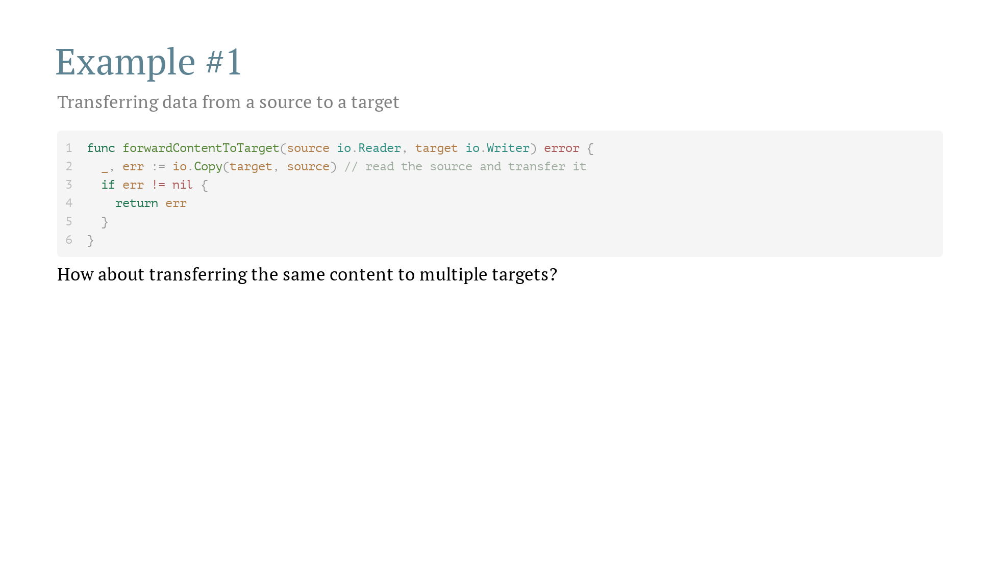 Example #1
Transferring data from a source to a target
1 func forwardContentToTarget(source io.Reader, target io.Writer) error {
2   _, err := io.Copy(target, source) // read the source and transfer it
3   if err != nil {
4     return err
5   }
6 }
How about transferring the same content to multiple targets?